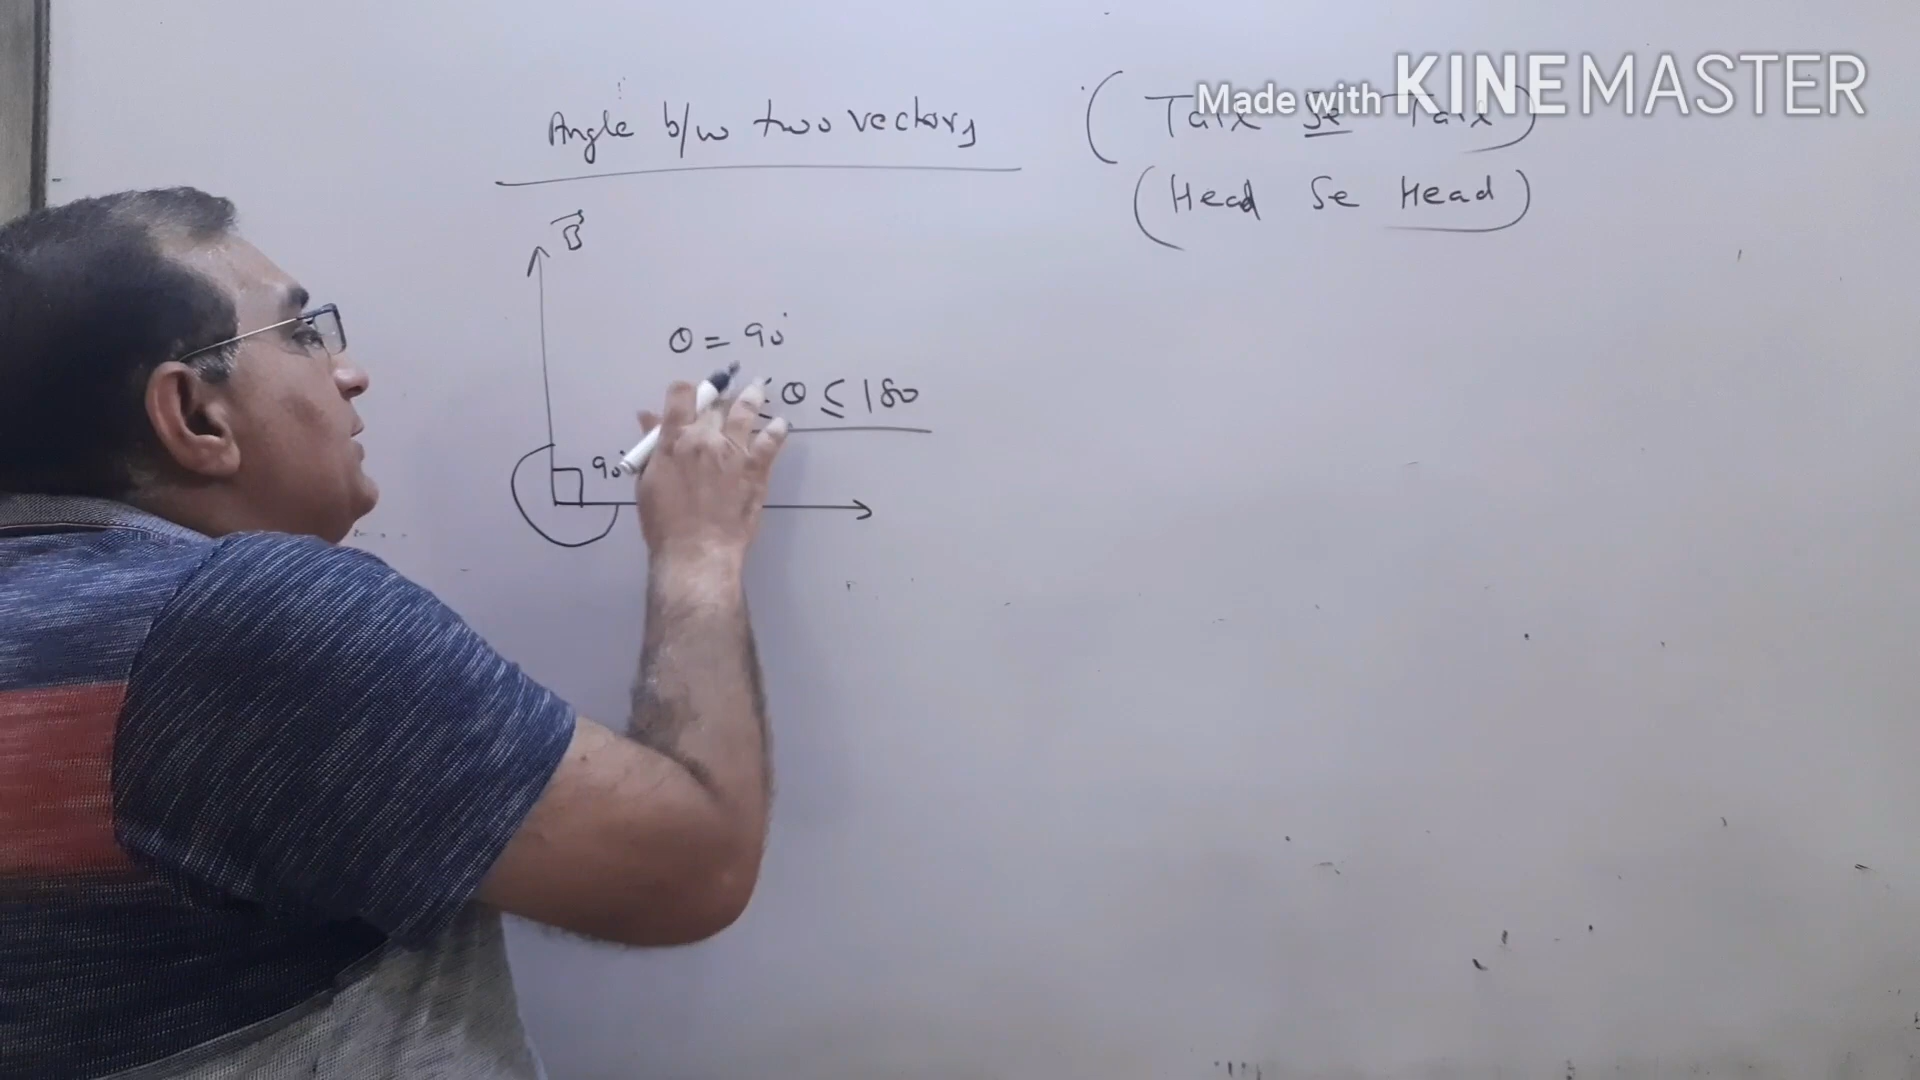 Made with KINEMASTER
Angle b/w two vectors
(Tail Se Tail)
(Head Se Head)
B
θ = 90°
≤ θ ≤ 180
90°